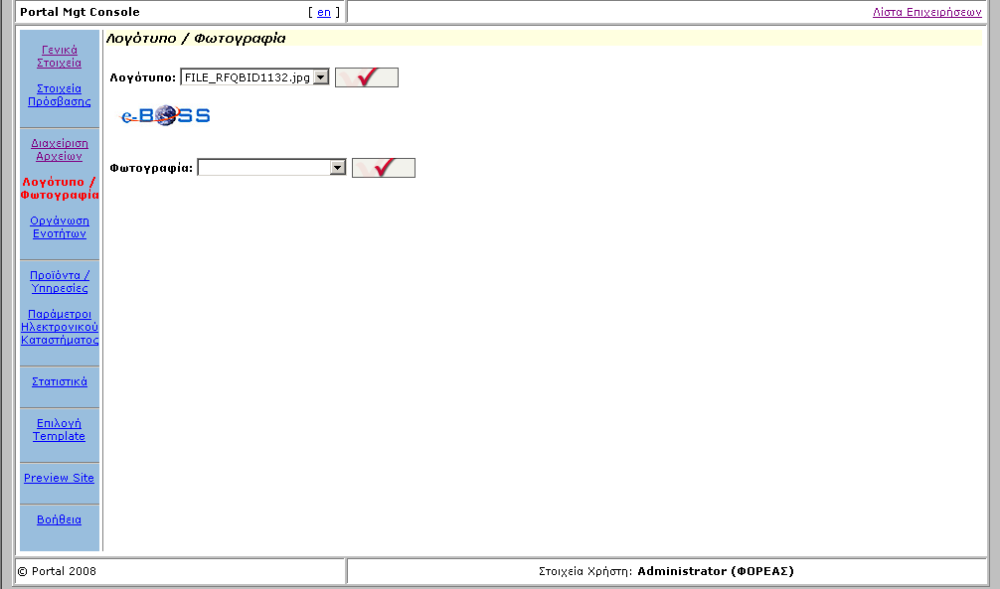 Portal Mgt Console
[ en ]
Λίστα Επιχειρήσεων
Γενικά
Στοιχεία
Στοιχεία
Πρόσβασης
Διαχείριση
Αρχείων
Λογότυπο /
Φωτογραφία
Οργάνωση
Ενοτήτων
Προϊόντα /
Υπηρεσίες
Παράμετροι
Ηλεκτρονικού
Καταστήματος
Στατιστικά
Επιλογή
Template
Preview Site
Βοήθεια
Λογότυπο / Φωτογραφία
Λογότυπο: FILE_RFQBID1132.jpg
e-BOSS
Φωτογραφία:
© Portal 2008
Στοιχεία Χρήστη: Administrator (ΦΟΡΕΑΣ)